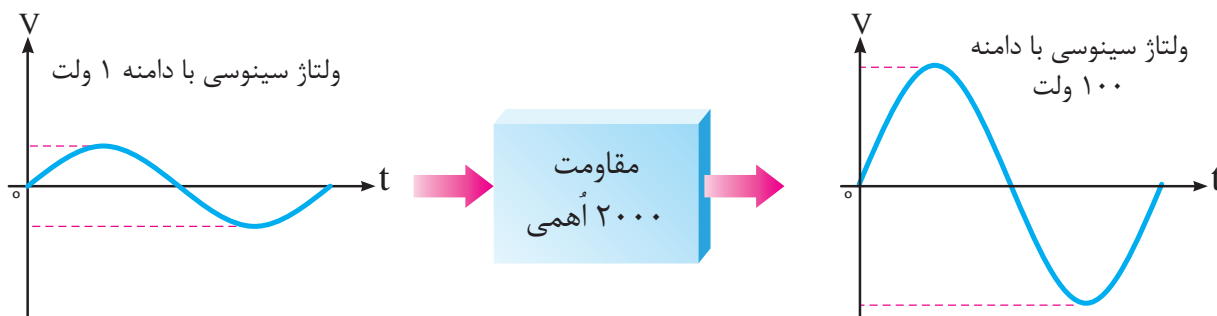 V
ولتاژ سینوسی با دامنه ۱ ولت
t
۰
مقاومت
۲۰۰۰ اُهمی
V
ولتاژ سینوسی با دامنه
۱۰۰ ولت
t
۰